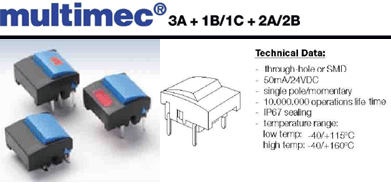 multimec® 3A + 1B/1C + 2A/2B
Technical Data:
- through-hole or SMD
- 50mA/24VDC
- single pole/momentary
- 10.000.000 operations life time
- IP67 sealing
- temperature range:
low temp: -40/+115°C
high temp: -40/+160°C